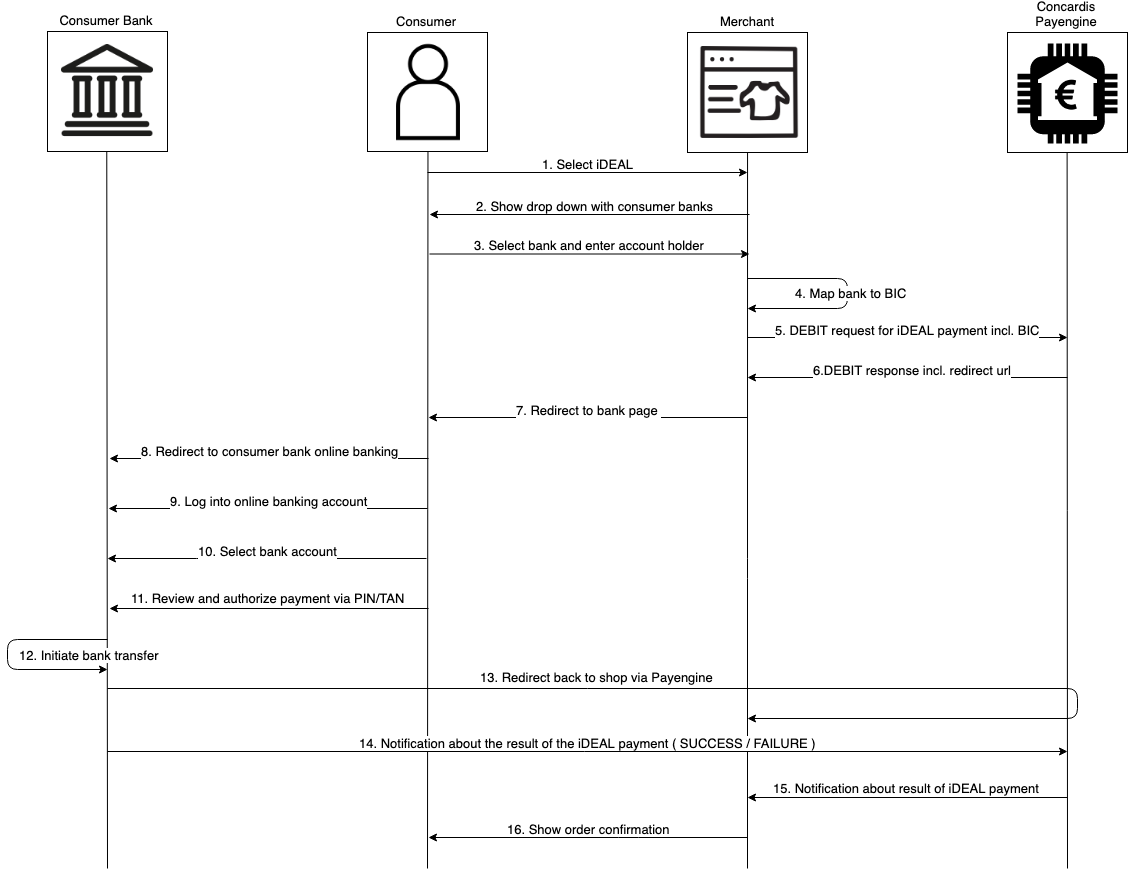 Consumer Bank
Consumer
Merchant
Concardis
Payengine
€
1. Select iDEAL
2. Show drop down with consumer banks
3. Select bank and enter account holder
4. Map bank to BIC
5. DEBIT request for iDEAL payment incl. BIC
6.DEBIT response incl. redirect url
7. Redirect to bank page
8. Redirect to consumer bank online banking
9. Log into online banking account
10. Select bank account
11. Review and authorize payment via PIN/TAN
12. Initiate bank transfer
13. Redirect back to shop via Payengine
14. Notification about the result of the iDEAL payment ( SUCCESS / FAILURE )
15. Notification about result of iDEAL payment
16. Show order confirmation